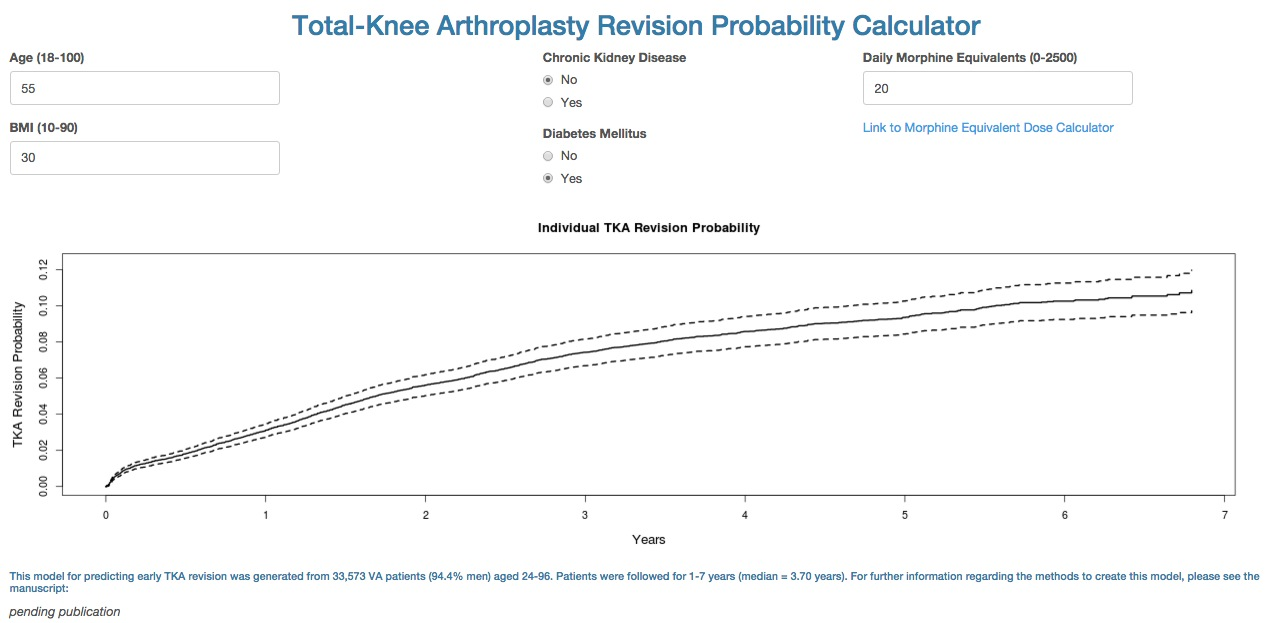 Total-Knee Arthroplasty Revision Probability Calculator
Age (18-100)
55
BMI (10-90)
30
Chronic Kidney Disease
No
Yes
Diabetes Mellitus
No
Yes
Daily Morphine Equivalents (0-2500)
20
Link to Morphine Equivalent Dose Calculator
Individual TKA Revision Probability
TKA Revision Probability
0.12
0.10
0.08
0.06
0.04
0.02
0.00
0 1 2 3 4 5 6 7
Years
This model for predicting early TKA revision was generated from 33,573 VA patients (94.4% men) aged 24-96. Patients were followed for 1-7 years (median = 3.70 years). For further information regarding the methods to create this model, please see the
manuscript:
pending publication